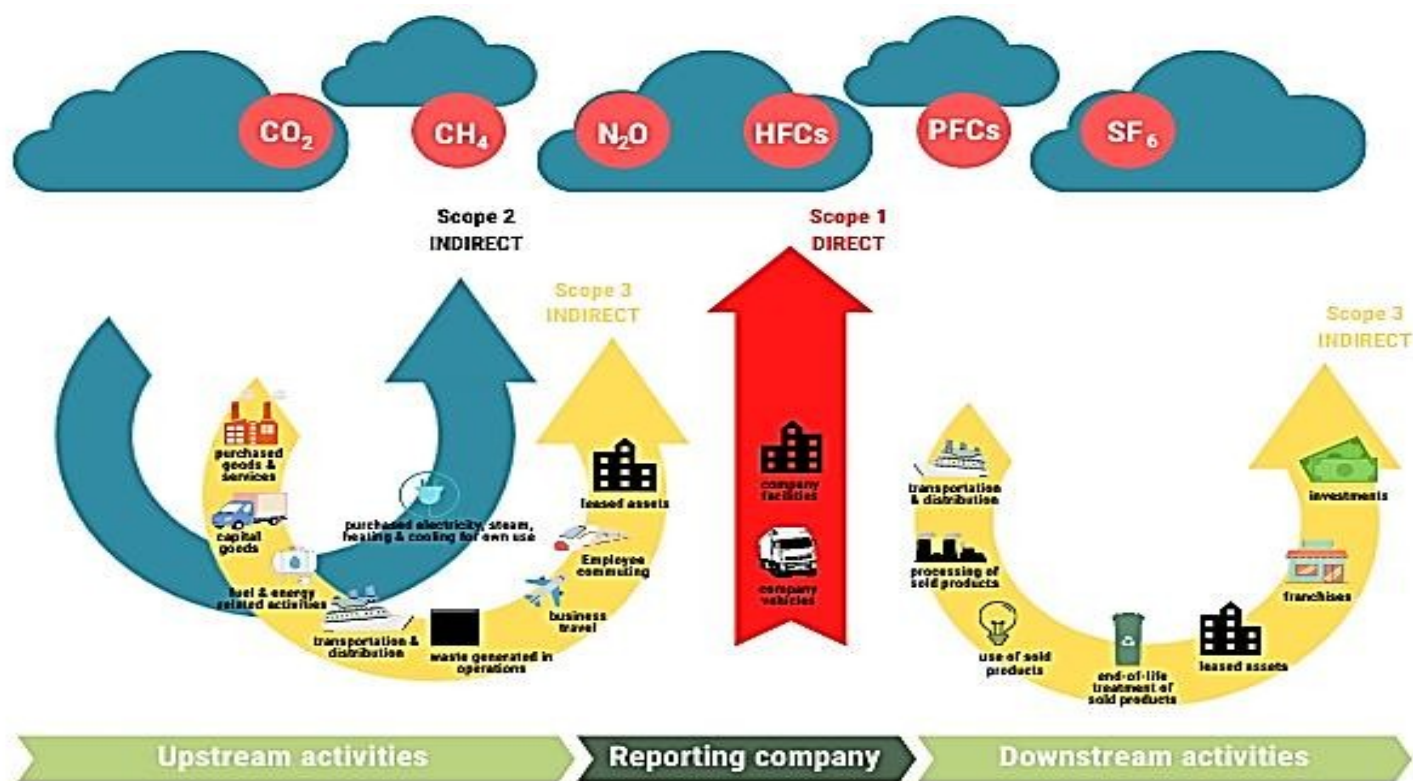 CO₂
CH₄
N₂O
HFCs
PFCs
SF₆
Scope 2
INDIRECT
Scope 1
DIRECT
Scope 3
INDIRECT
Scope 3
INDIRECT
purchased
goods &
services
capital
goods
fuel & energy
related activities
transportation &
distribution
waste generated in
operations
business
travel
Employee
commuting
leased assets
purchased electricity, steam,
heating & cooling for own use
company
facilities
company
vehicles
transportation
& distribution
processing of
sold products
use of sold
products
end-of-life
treatment of
sold products
leased assets
franchises
investments
Upstream activities
Reporting company
Downstream activities